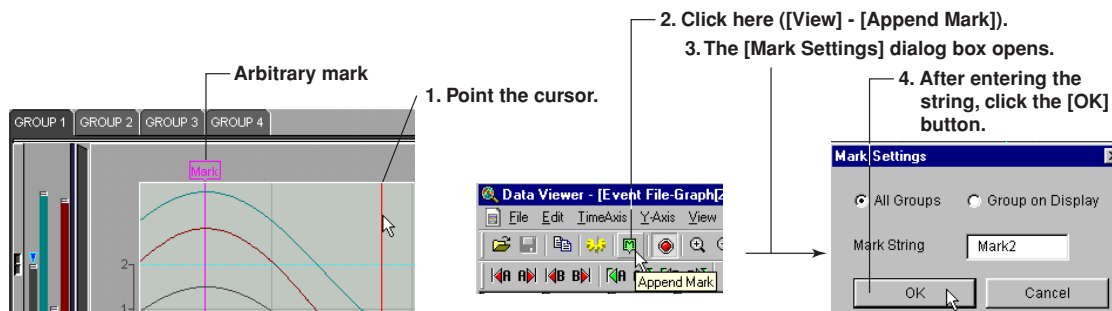 2. Click here ([View] - [Append Mark]).
3. The [Mark Settings] dialog box opens.
Arbitrary mark
1. Point the cursor.
4. After entering the
string, click the [OK]
button.
GROUP 1 GROUP 2 GROUP 3 GROUP 4
Mark
2
1
Data Viewer - [Event File-Graph[
File Edit TimeAxis Y-Axis View
M
A A B B A
Append Mark
Mark Settings
All Groups Group on Display
Mark String Mark2
OK Cancel